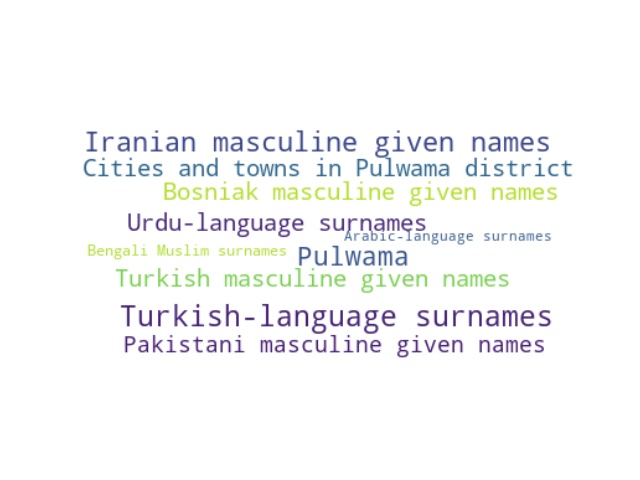 Iranian masculine given names
Cities and towns in Pulwama district
Bosniak masculine given names
Urdu-language surnames
Arabic-language surnames
Bengali Muslim surnames
Pulwama
Turkish masculine given names
Turkish-language surnames
Pakistani masculine given names